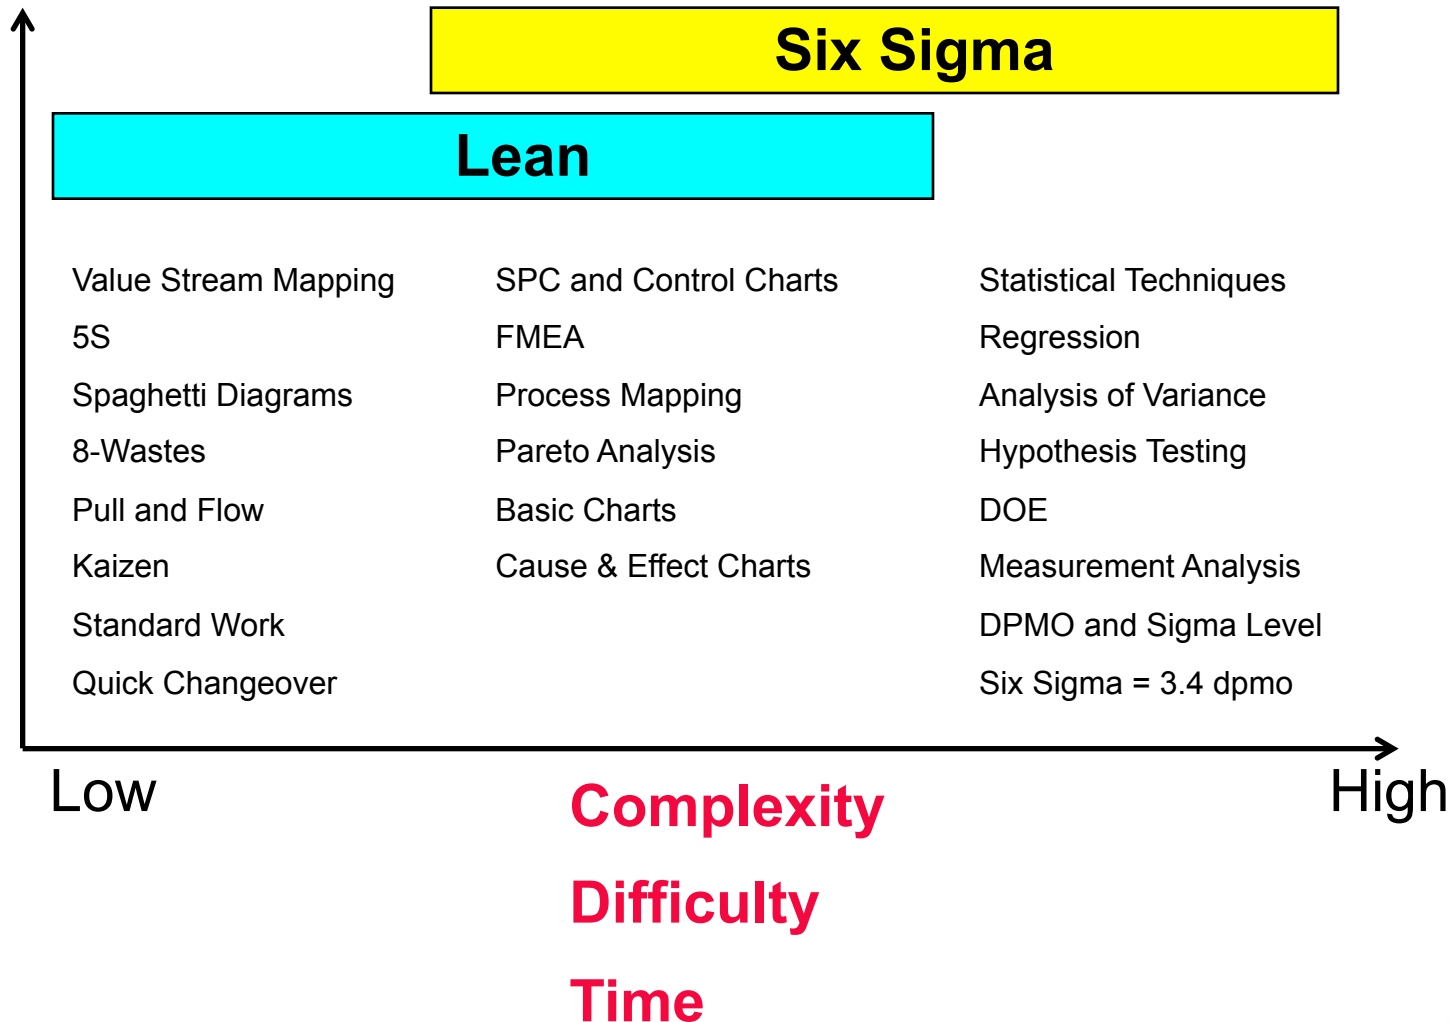 Six Sigma
Lean
Value Stream Mapping
5S
Spaghetti Diagrams
8-Wastes
Pull and Flow
Kaizen
Standard Work
Quick Changeover
SPC and Control Charts
FMEA
Process Mapping
Pareto Analysis
Basic Charts
Cause & Effect Charts
Statistical Techniques
Regression
Analysis of Variance
Hypothesis Testing
DOE
Measurement Analysis
DPMO and Sigma Level
Six Sigma = 3.4 dpmo
Low
High
Complexity
Difficulty
Time